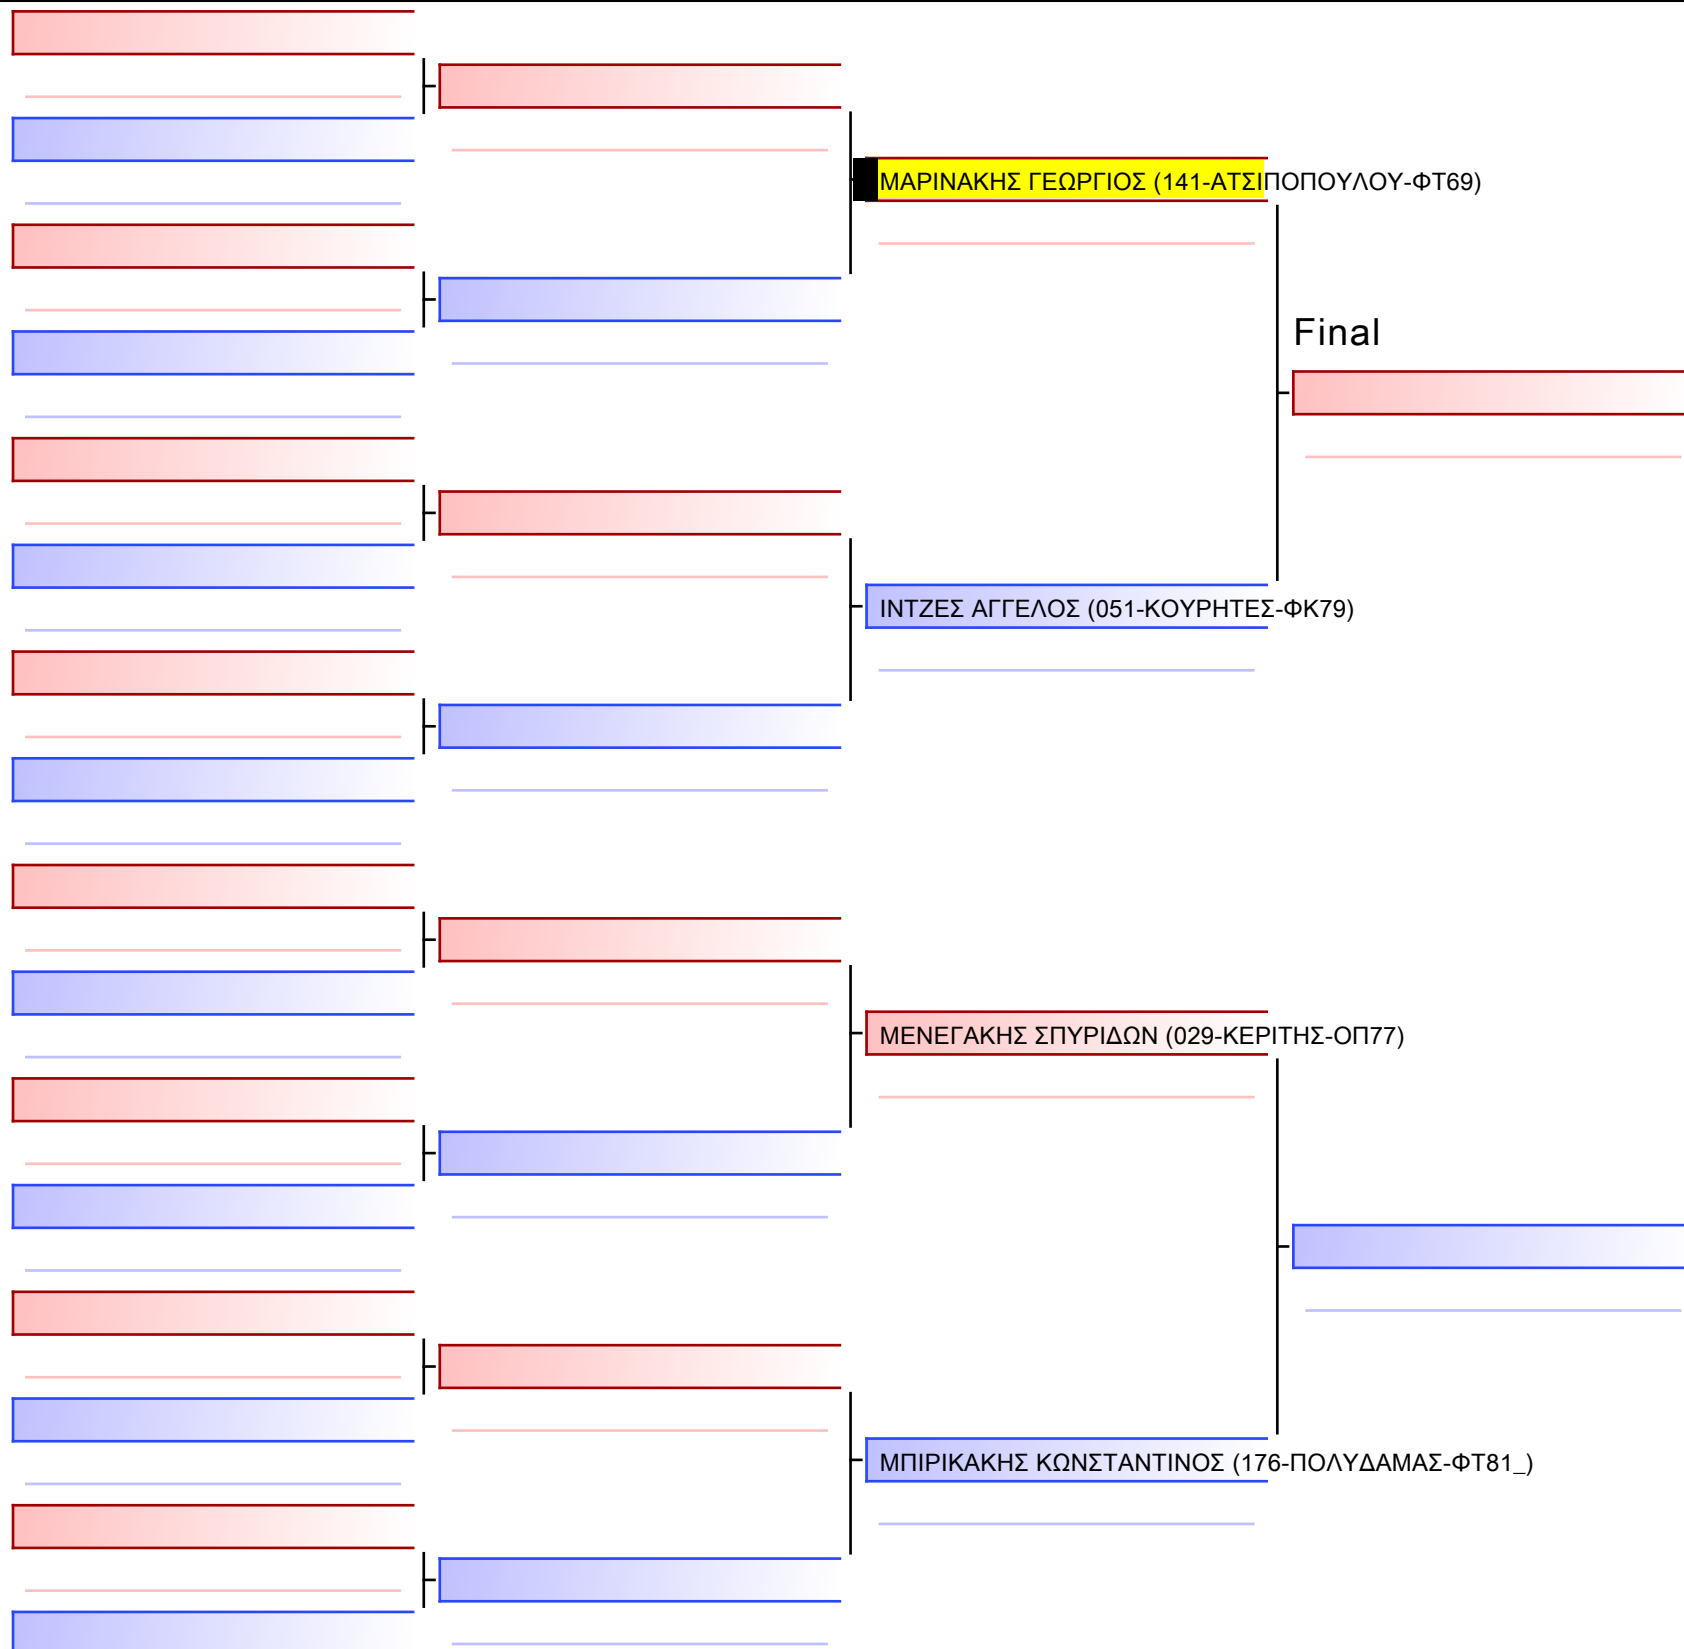 ΜΑΡΙΝΑΚΗΣ ΓΕΩΡΓΙΟΣ (141-ΑΤΣΙΠΟΠΟΥΛΟΥ-ΦΤ69)
Final
ΙΝΤΖΕΣ ΑΓΓΕΛΟΣ (051-ΚΟΥΡΗΤΕΣ-ΦΚ79)
ΜΕΝΕΓΑΚΗΣ ΣΠΥΡΙΔΩΝ (029-ΚΕΡΙΤΗΣ-ΟΠ77)
ΜΠΙΡΙΚΑΚΗΣ ΚΩΝΣΤΑΝΤΙΝΟΣ (176-ΠΟΛΥΔΑΜΑΣ-ΦΤ81_)